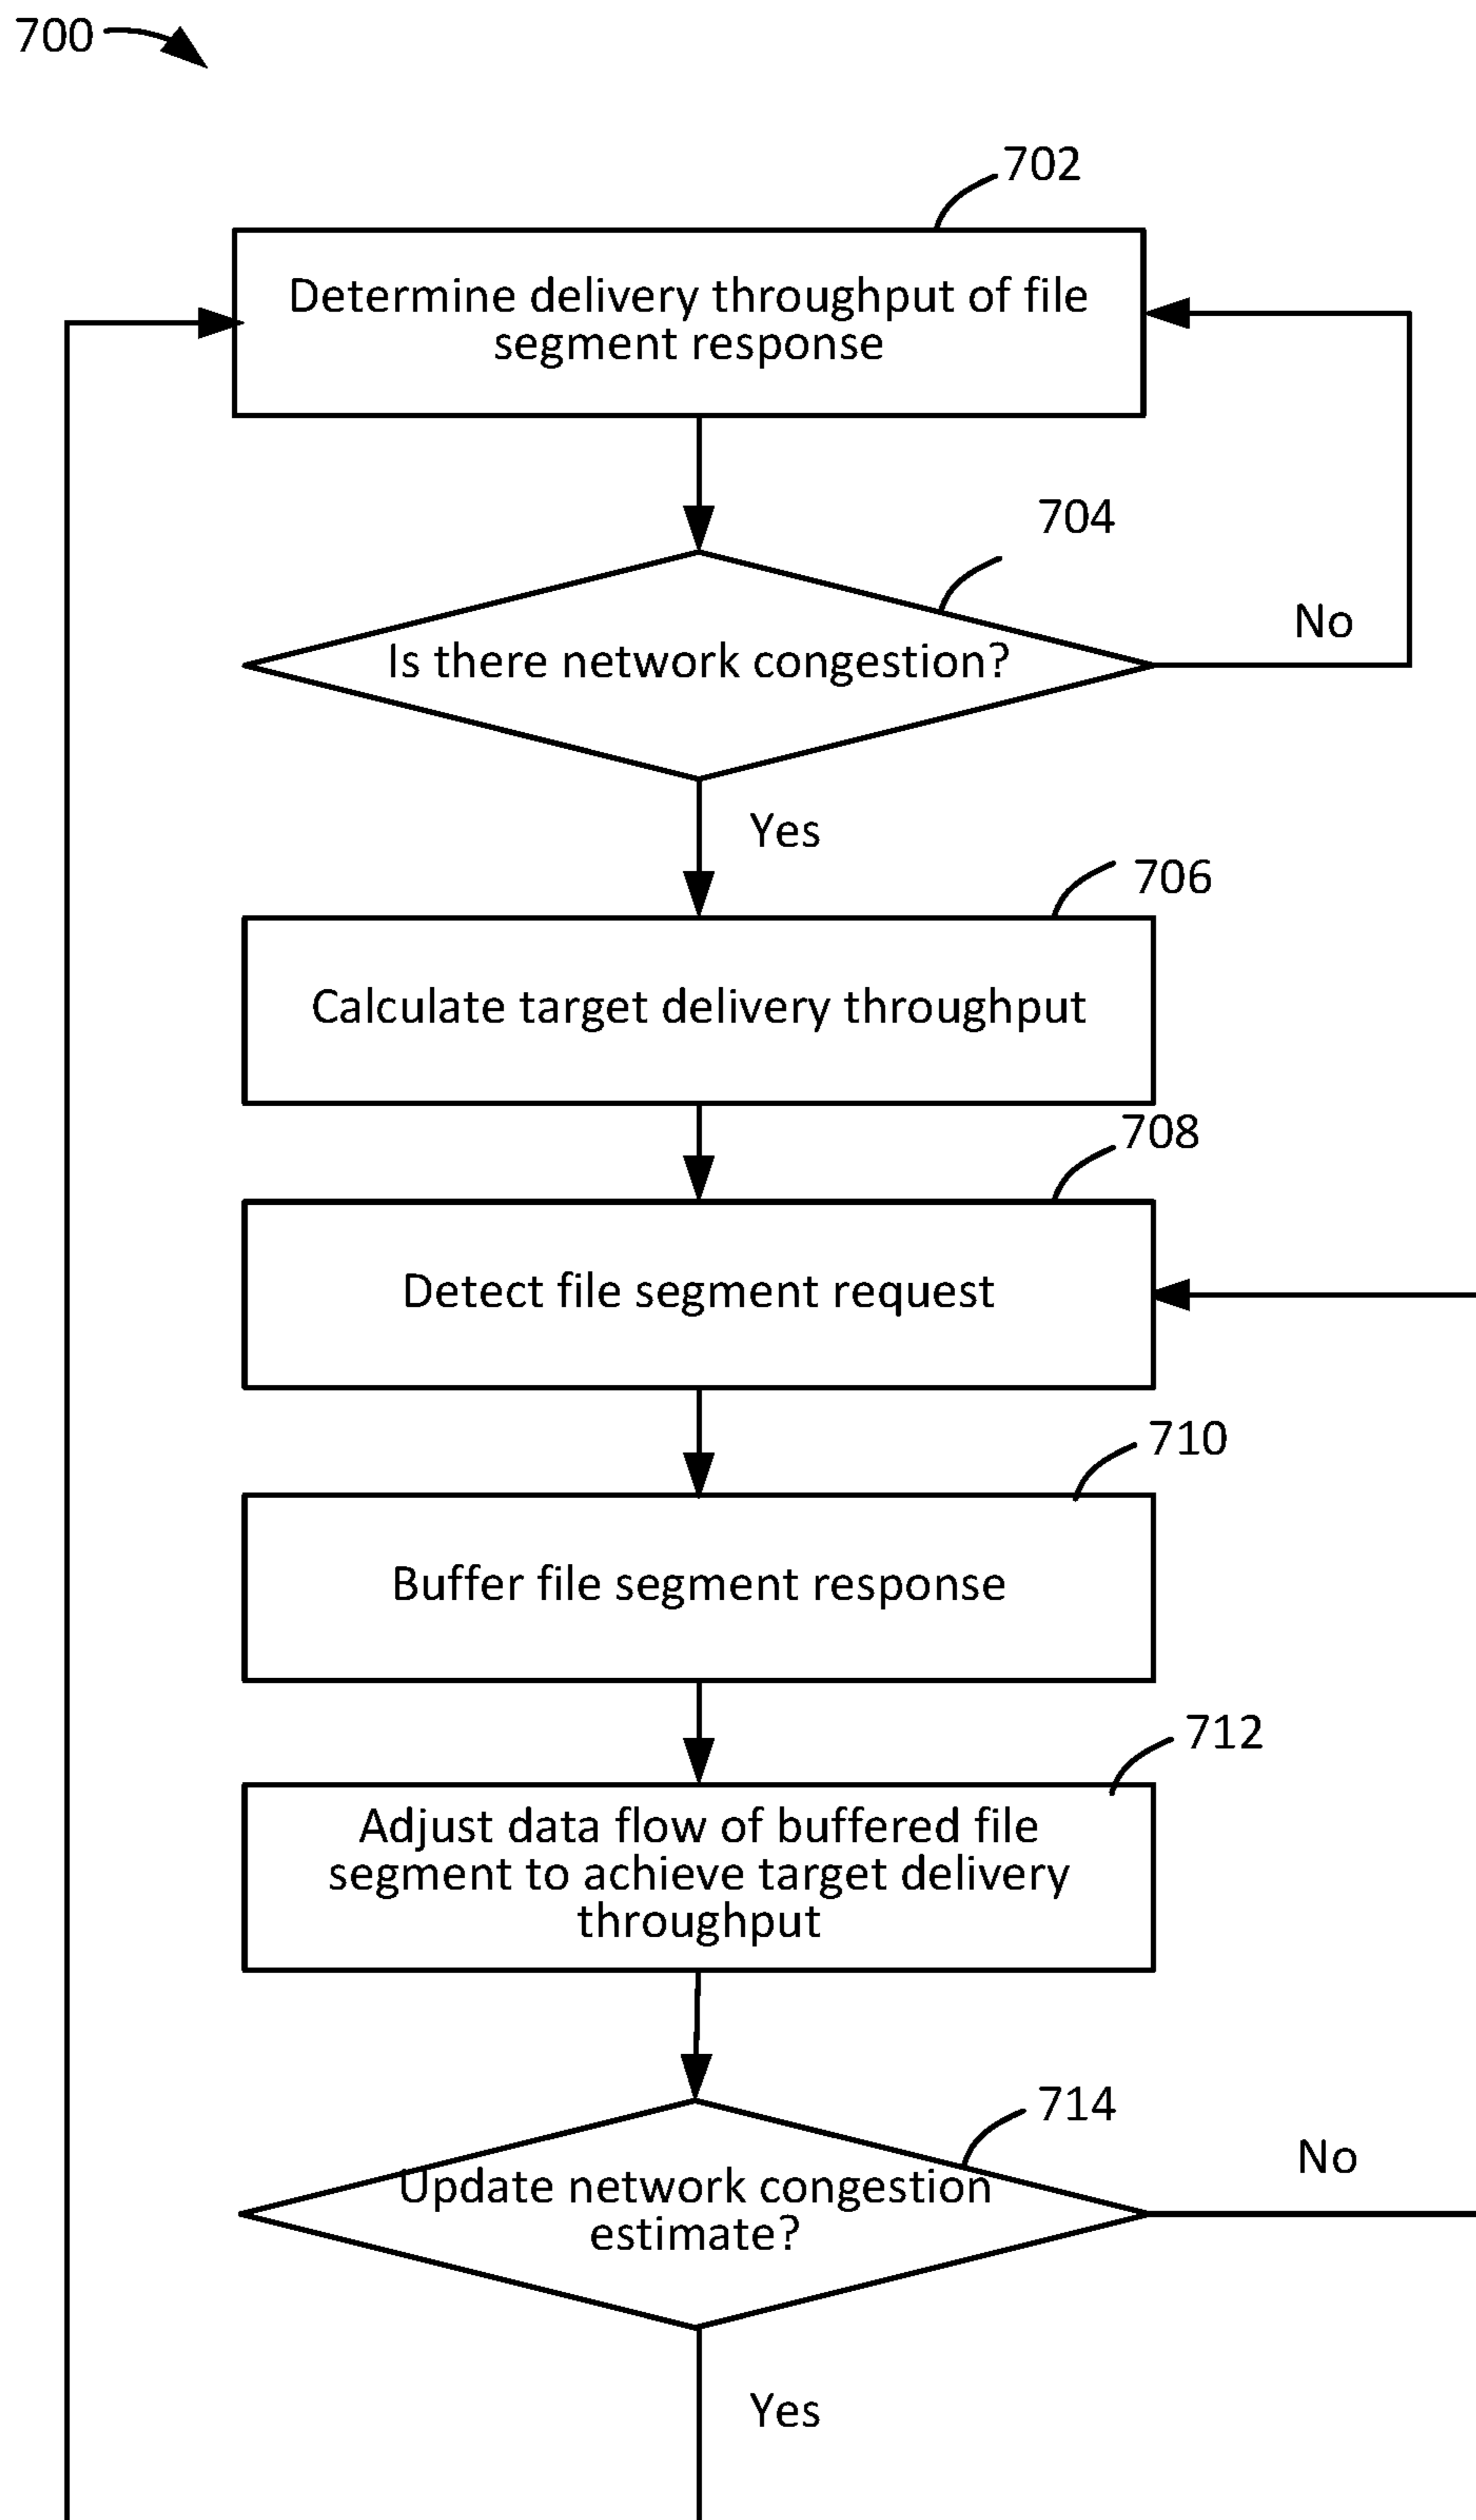 700
702
Determine delivery throughput of file
segment response
704
Is there network congestion?
No
Yes
706
Calculate target delivery throughput
708
Detect file segment request
710
Buffer file segment response
712
Adjust data flow of buffered file
segment to achieve target delivery
throughput
714
No
Update network congestion
estimate?
Yes